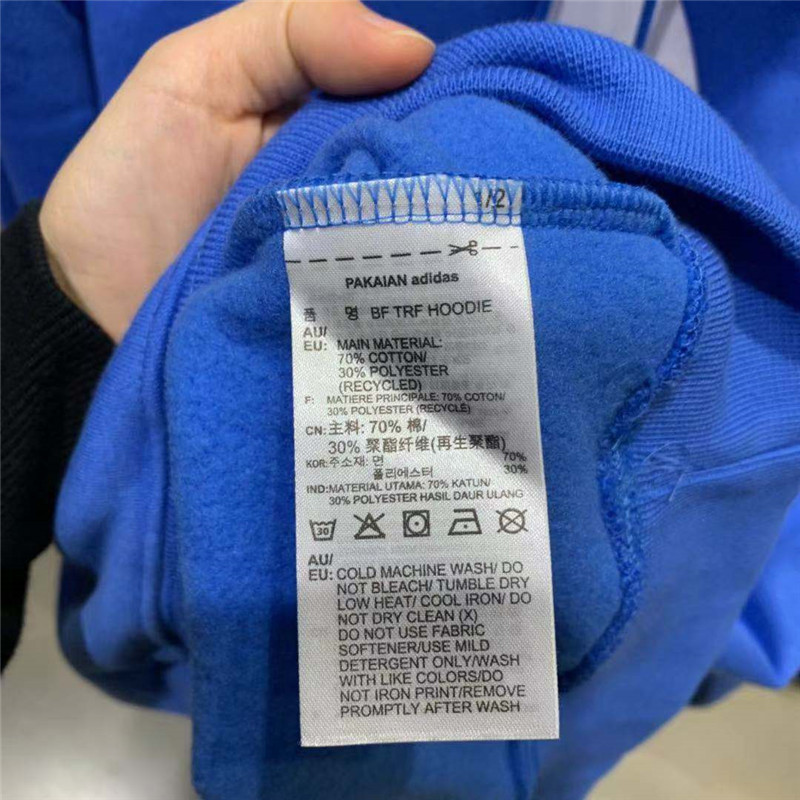 /2
PAKAIAN adidas
품 명 BF TRF HOODIE
AU/
EU: MAIN MATERIAL:
70% COTTON/
30% POLYESTER
(RECYCLED)
F: MATIERE PRINCIPALE: 70% COTON/
30% POLYESTER (RECYCLÉ)
CN: 主料: 70% 棉/
30% 聚酯纤维(再生聚酯)
KOR: 주소재: 면 70%
폴리에스터 30%
IND: MATERIAL UTAMA: 70% KATUN/
30% POLYESTER HASIL DAUR ULANG
30
AU/
EU: COLD MACHINE WASH/ DO
NOT BLEACH/ TUMBLE DRY
LOW HEAT/ COOL IRON/ DO
NOT DRY CLEAN (X)
DO NOT USE FABRIC
SOFTENER/USE MILD
DETERGENT ONLY/WASH
WITH LIKE COLORS/DO
NOT IRON PRINT/REMOVE
PROMPTLY AFTER WASH